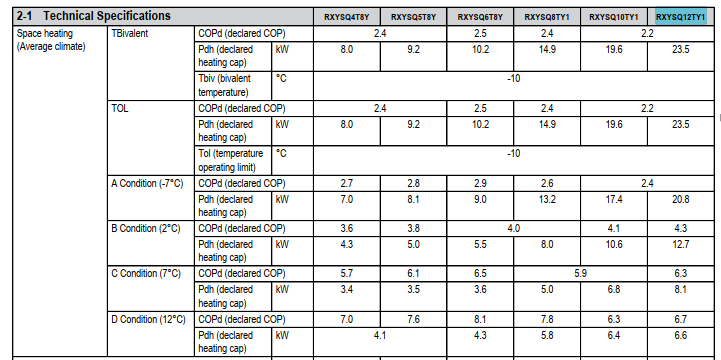 2-1 Technical Specifications RXYSQ4T8Y RXYSQ5T8Y RXYSQ6T8Y RXYSQ8TY1 RXYSQ10TY1 RXYSQ12TY1
Space heating TBivalent COPd (declared COP) 2.4 2.5 2.4 2.2
(Average climate) Pdh (declared kW 8.0 9.2 10.2 14.9 19.6 23.5
heating cap)
Tbiv (bivalent °C -10
temperature)
TOL COPd (declared COP) 2.4 2.5 2.4 2.2
Pdh (declared kW 8.0 9.2 10.2 14.9 19.6 23.5
heating cap)
Tol (temperature °C -10
operating limit)
A Condition (-7°C) COPd (declared COP) 2.7 2.8 2.9 2.6 2.4
Pdh (declared kW 7.0 8.1 9.0 13.2 17.4 20.8
heating cap)
B Condition (2°C) COPd (declared COP) 3.6 3.8 4.0 4.1 4.3
Pdh (declared kW 4.3 5.0 5.5 8.0 10.6 12.7
heating cap)
C Condition (7°C) COPd (declared COP) 5.7 6.1 6.5 5.9 6.3
Pdh (declared kW 3.4 3.5 3.6 5.0 6.8 8.1
heating cap)
D Condition (12°C) COPd (declared COP) 7.0 7.6 8.1 7.8 6.3 6.7
Pdh (declared kW 4.1 4.3 5.8 6.4 6.6
heating cap)